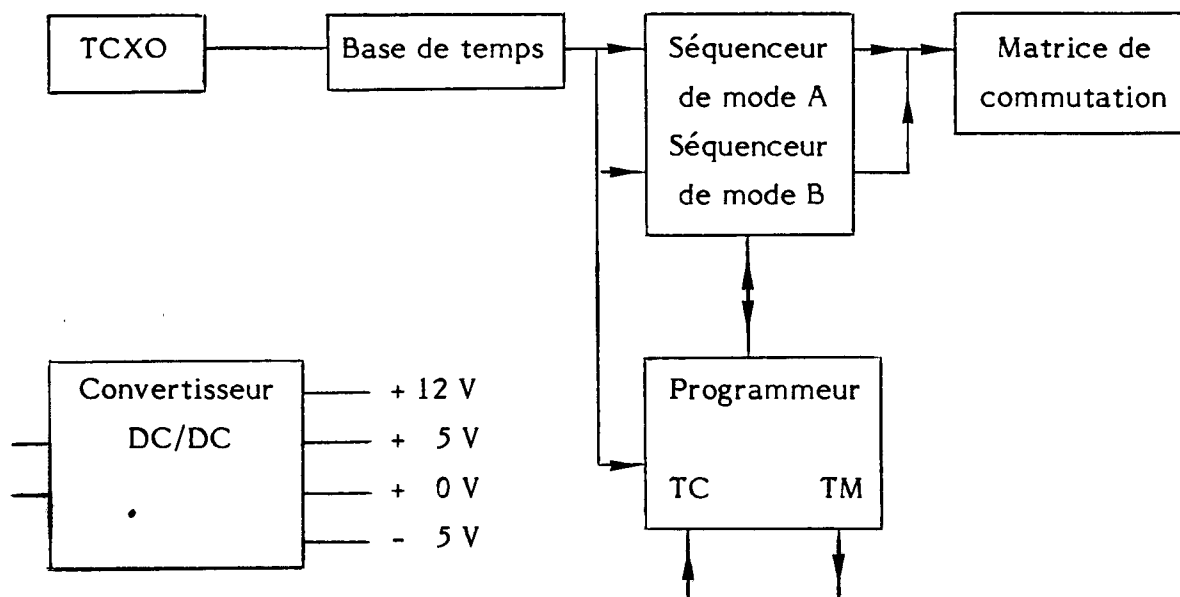 TCXO
Base de temps
Séquenceur
de mode A
Séquenceur
de mode B
Matrice de
commutation
Convertisseur
DC/DC
+ 12 V
+ 5 V
+ 0 V
- 5 V
Programmeur
TC TM